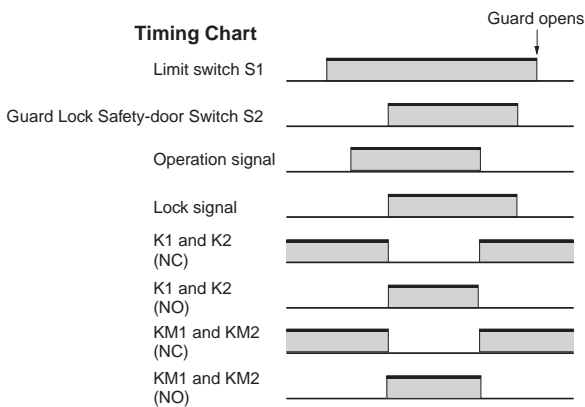 Guard opens
Timing Chart
Limit switch S1
Guard Lock Safety-door Switch S2
Operation signal
Lock signal
K1 and K2
(NC)
K1 and K2
(NO)
KM1 and KM2
(NC)
KM1 and KM2
(NO)